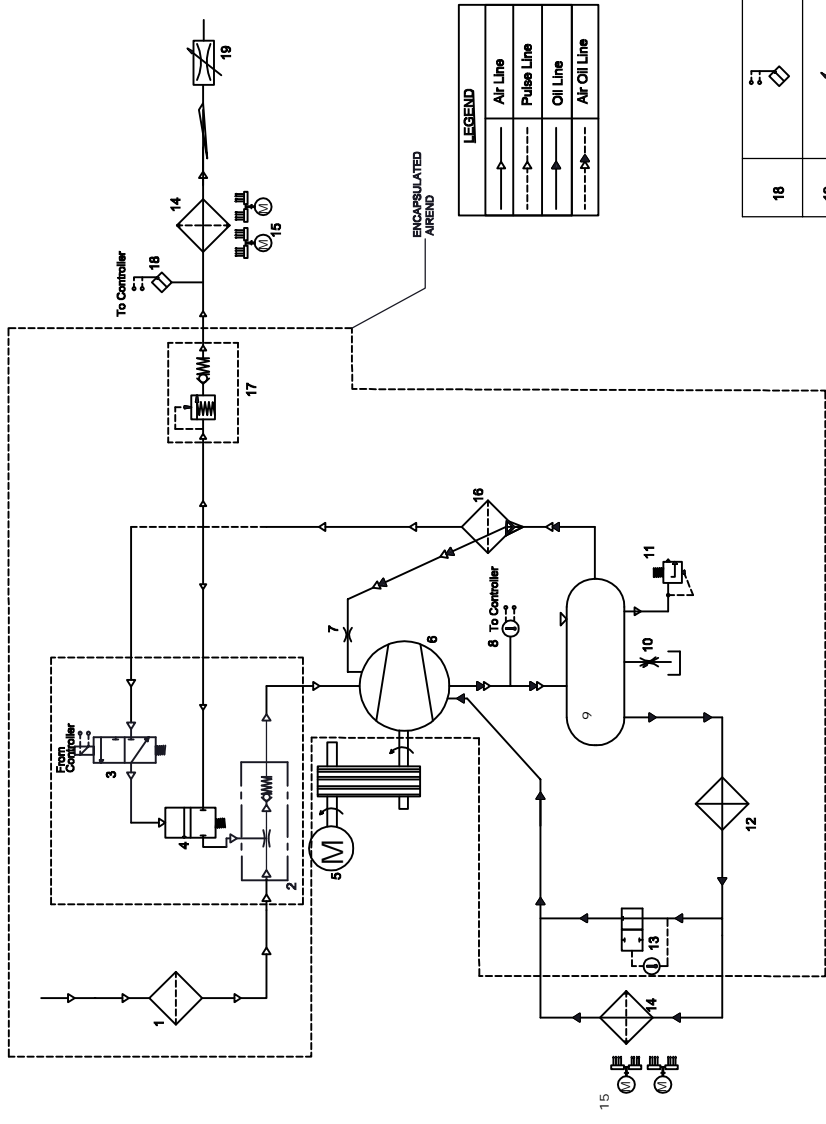 19
14
15
To Controller
18
17
ENCAPSULATED
AIREND
LEGEND
Air Line
Pulse Line
Oil Line
Air Oil Line
18
16
11
8 To Controller
7
6
10
9
From
Controller
3
4
2
M
5
12
13
1
14
15
M
M
M
M